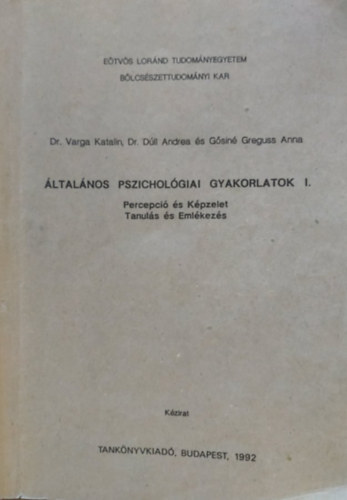 EÖTVÖS LORÁND TUDOMÁNYEGYETEM
BÖLCSÉSZETTUDOMÁNYI KAR
Dr. Varga Katalin, Dr. Dúll Andrea és Gősiné Greguss Anna
ÁLTALÁNOS PSZICHOLÓGIAI GYAKORLATOK I.
Percepció és Képzelet
Tanulás és Emlékezés
Kézirat
TANKÖNYVKIADÓ, BUDAPEST, 1992